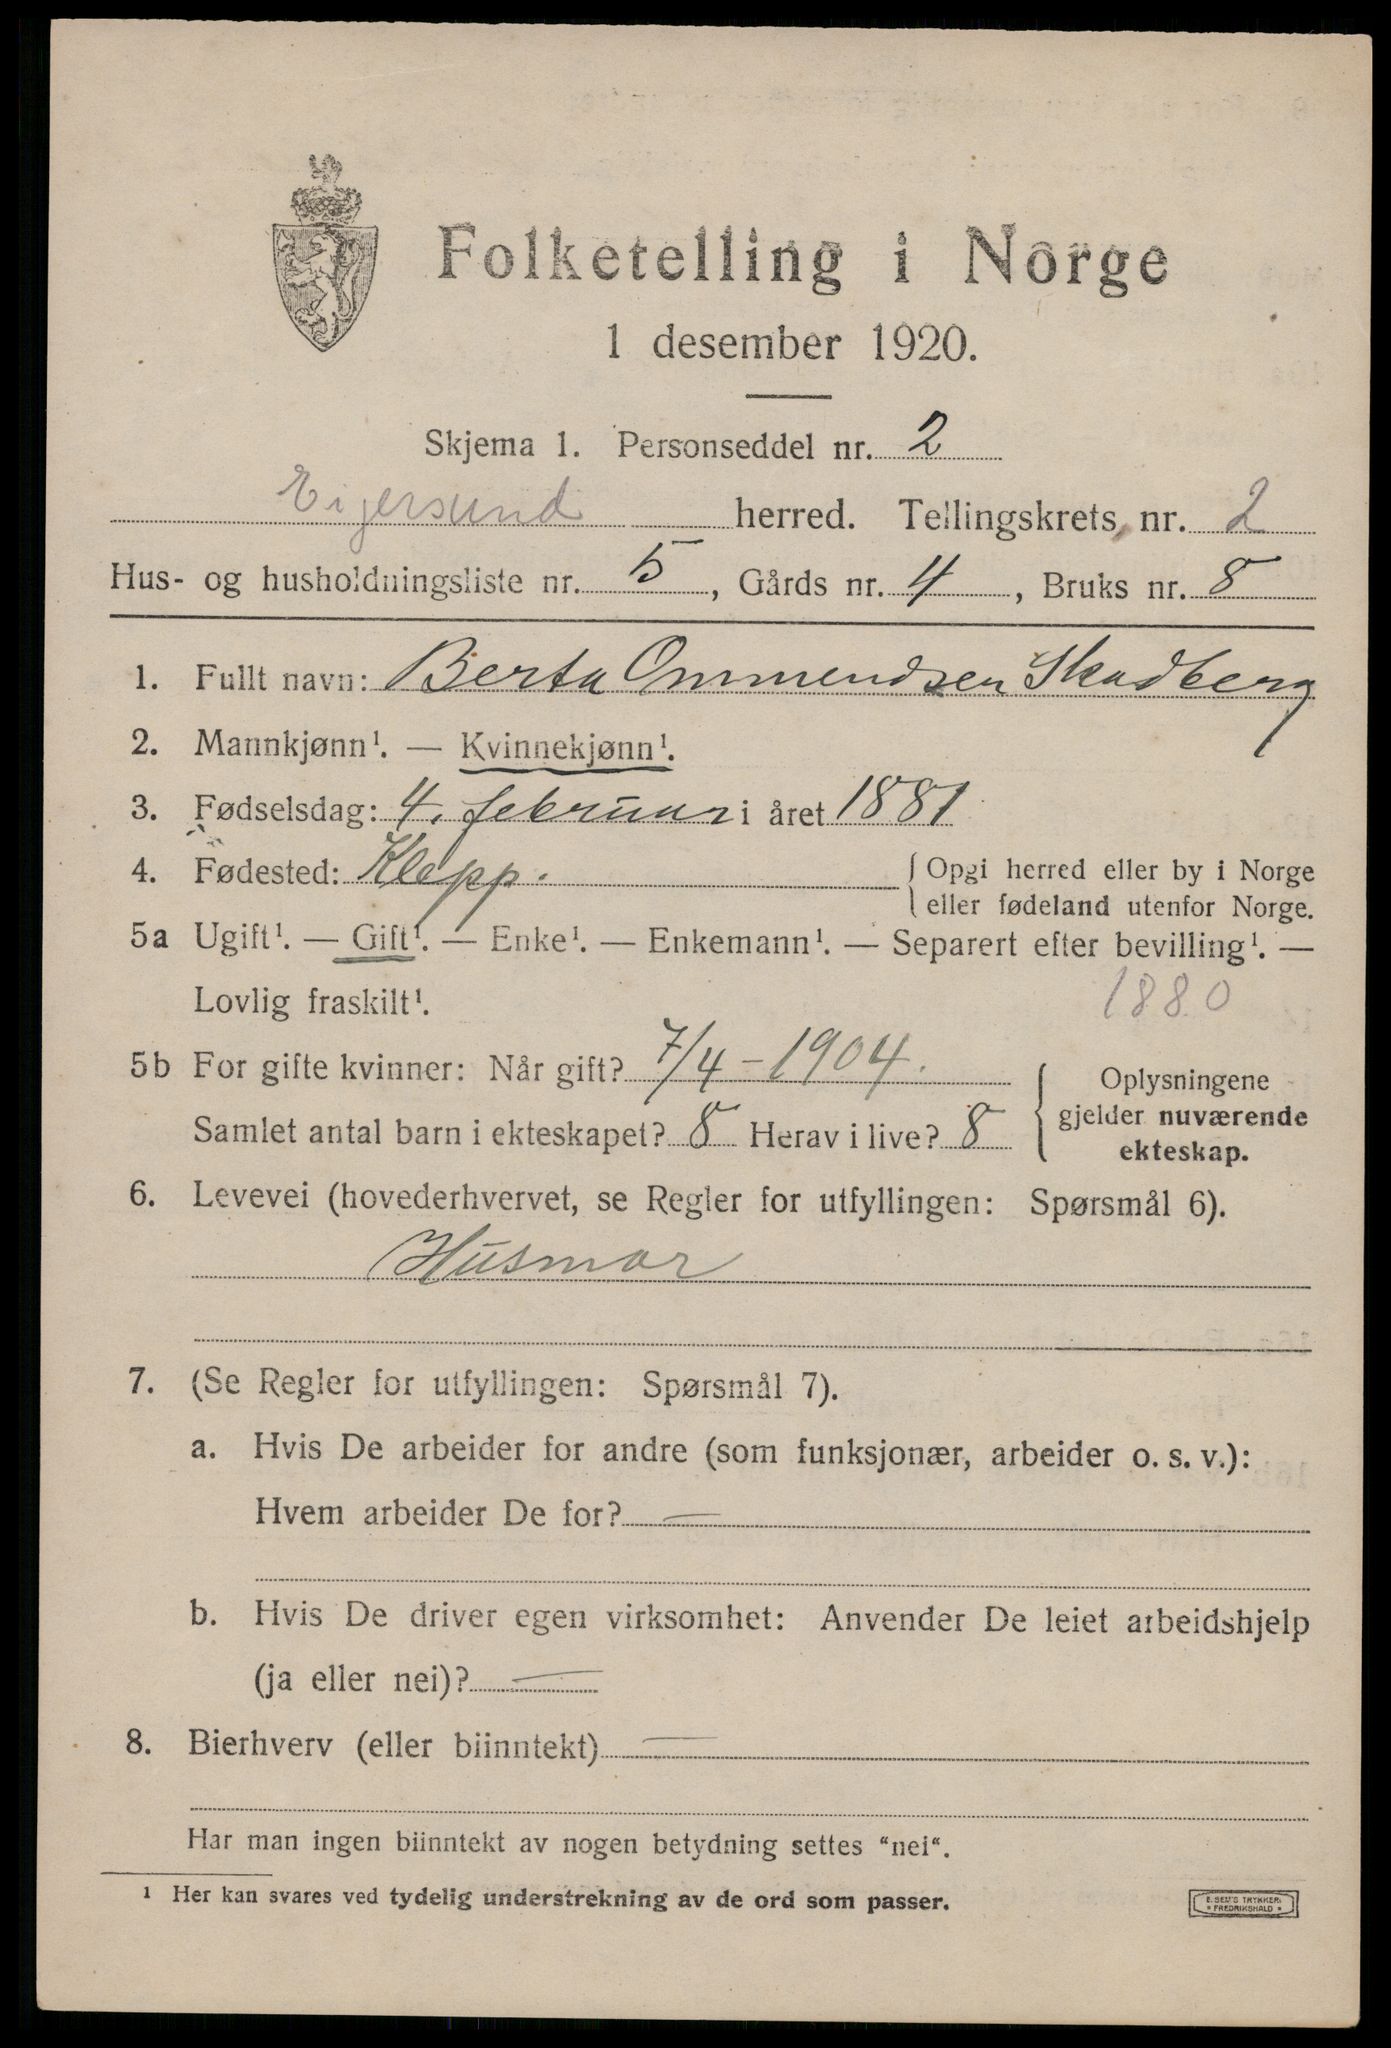 Folketelling i Norge
1 desember 1920.
Skjema 1. Personseddel nr. 2
Eigersund herred. Tellingskrets nr. 2
Hus- og husholdningsliste nr. 5, Gårds nr. 4, Bruks nr. 8
1. Fullt navn: Berta Ommendsen Skadberg
2. Mannkjønn¹. — Kvinnekjønn¹.
3. Fødselsdag: 4. februar i året 1881
4. Fødested: Klepp. { Opgi herred eller by i Norge
eller fødeland utenfor Norge.
5a Ugift¹. — Gift¹. — Enke¹. — Enkemann¹. — Separert efter bevilling¹. —
Lovlig fraskilt¹. 1880
5b For gifte kvinner: Når gift? 7/4 - 1904.
Samlet antal barn i ekteskapet? 8 Herav i live? 8
Oplysningene
gjelder nuværende
ekteskap.
6. Levevei (hovederhvervet, se Regler for utfyllingen: Spørsmål 6).
Husmor
7. (Se Regler for utfyllingen: Spørsmål 7).
a. Hvis De arbeider for andre (som funksjonær, arbeider o. s. v.):
Hvem arbeider De for? —
b. Hvis De driver egen virksomhet: Anvender De leiet arbeidshjelp
(ja eller nei)? —
8. Bierhverv (eller biinntekt) —
Har man ingen biinntekt av nogen betydning settes "nei".
¹ Her kan svares ved tydelig understrekning av de ord som passer.
E. SEM'S TRYKKERI
* FREDRIKSHALD *